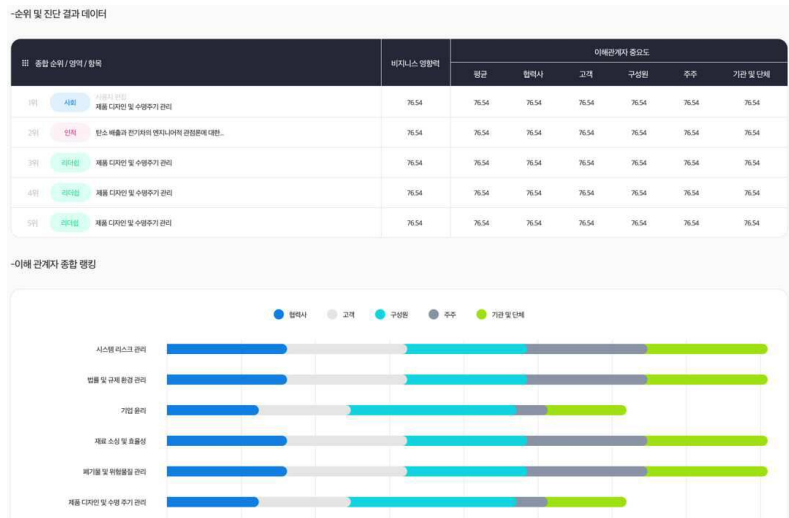 -순위 및 진단 결과 데이터
종합 순위 / 영역 / 항목
비지니스 영향력
이해관계자 중요도
평균 협력사 고객 구성원 주주 기관 및 단체
1위 사회
제품 디자인 및 수명주기 관리 76.54 76.54 76.54 76.54 76.54 76.54 76.54
2위 인적 탄소 배출과 전기차의 엔지니어적 관점론에 대한... 76.54 76.54 76.54 76.54 76.54 76.54 76.54
3위 리더십 제품 디자인 및 수명주기 관리 76.54 76.54 76.54 76.54 76.54 76.54 76.54
4위 리더십 제품 디자인 및 수명주기 관리 76.54 76.54 76.54 76.54 76.54 76.54 76.54
5위 리더십 제품 디자인 및 수명주기 관리 76.54 76.54 76.54 76.54 76.54 76.54 76.54
-이해 관계자 종합 랭킹
협력사 고객 구성원 주주 기관 및 단체
시스템 리스크 관리
법률 및 규제 환경 관리
기업 윤리
재료 소싱 및 효율성
폐기물 및 위험물질 관리
제품 디자인 및 수명 주기 관리